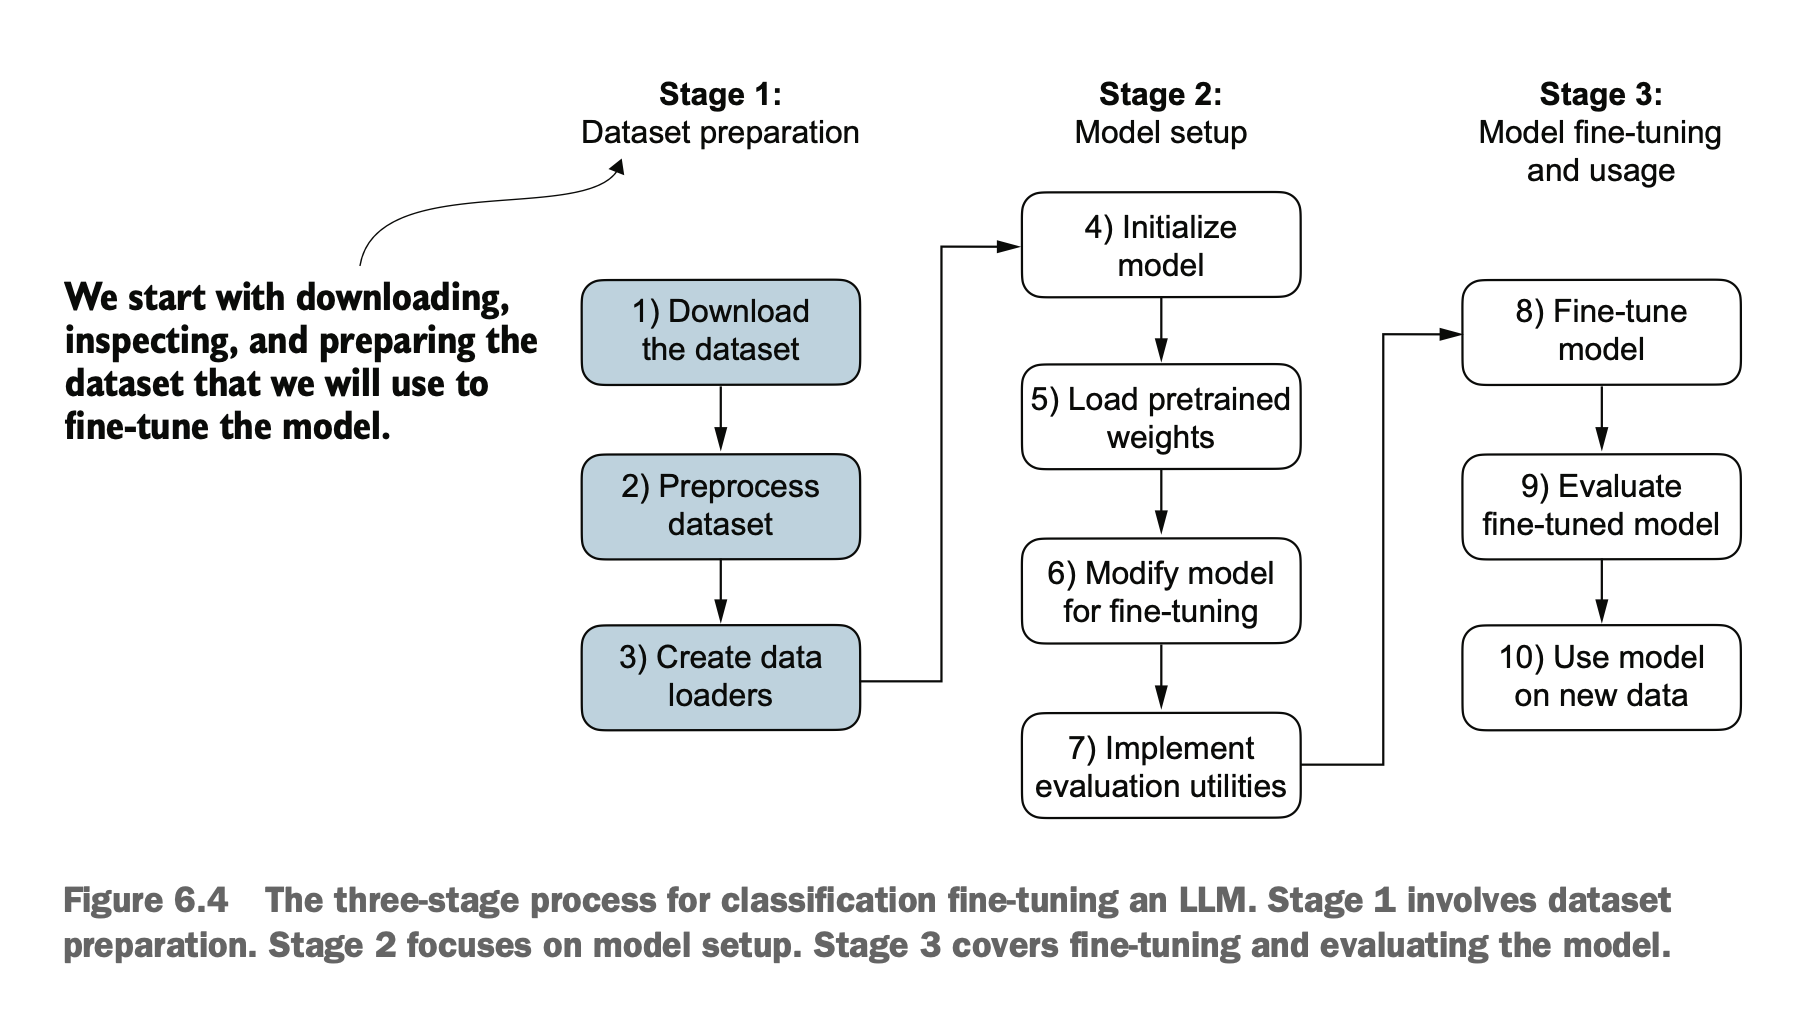 Stage 1:
Dataset preparation
Stage 2:
Model setup
Stage 3:
Model fine-tuning
and usage
We start with downloading,
inspecting, and preparing the
dataset that we will use to
fine-tune the model.
1) Download
the dataset
2) Preprocess
dataset
3) Create data
loaders
4) Initialize
model
5) Load pretrained
weights
6) Modify model
for fine-tuning
7) Implement
evaluation utilities
8) Fine-tune
model
9) Evaluate
fine-tuned model
10) Use model
on new data
Figure 6.4 The three-stage process for classification fine-tuning an LLM. Stage 1 involves dataset
preparation. Stage 2 focuses on model setup. Stage 3 covers fine-tuning and evaluating the model.